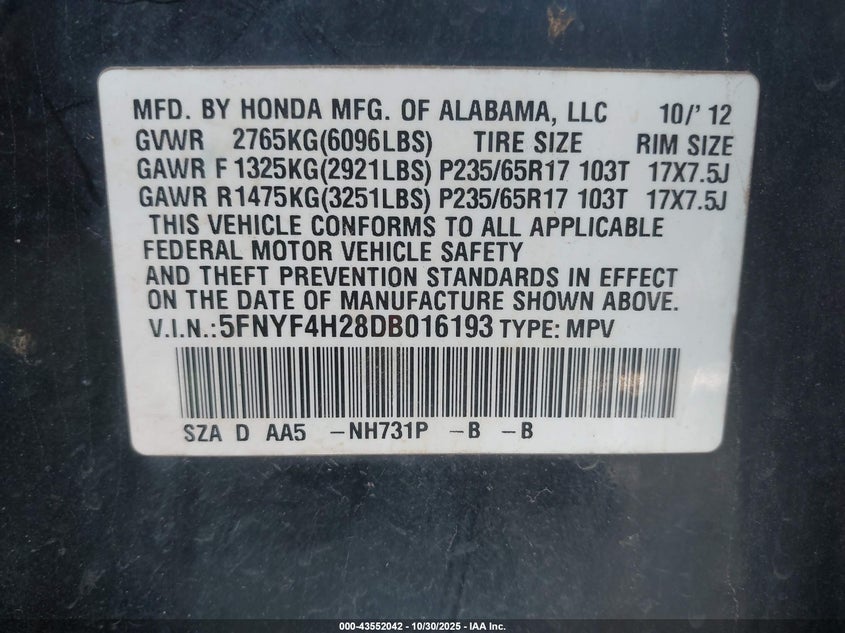 MFD. BY HONDA MFG. OF ALABAMA, LLC 10/' 12
GVWR 2765KG(6096LBS) TIRE SIZE RIM SIZE
GAWR F 1325KG(2921LBS) P235/65R17 103T 17X7.5J
GAWR R1475KG(3251LBS) P235/65R17 103T 17X7.5J
THIS VEHICLE CONFORMS TO ALL APPLICABLE
FEDERAL MOTOR VEHICLE SAFETY
AND THEFT PREVENTION STANDARDS IN EFFECT
ON THE DATE OF MANUFACTURE SHOWN ABOVE.
V.I.N.:5FNYF4H28DB016193 TYPE: MPV
SZA D AA5 -NH731P -B -B
000-43552042 - 10/30/2025 - IAA Inc.